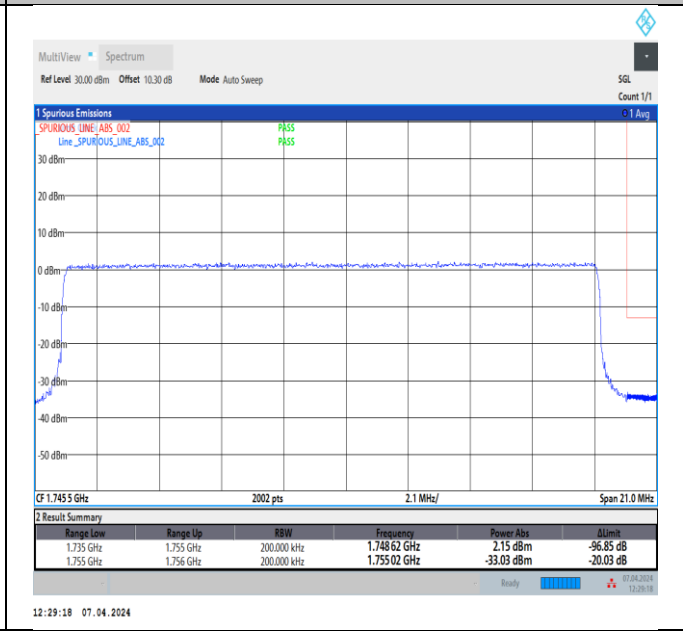 MultiView Spectrum
Ref Level 30.00 dBm Offset 10.30 dB Mode Auto Sweep SGL
Count 1/1
1 Spurious Emissions 1 Avg
_SPURIOUS_LINE_ABS_002 PASS
Line _SPURIOUS_LINE_ABS_002 PASS
30 dBm
20 dBm
10 dBm
0 dBm
-10 dBm
-20 dBm
-30 dBm
-40 dBm
-50 dBm
CF 1.7455 GHz 2002 pts 2.1 MHz/ Span 21.0 MHz
2 Result Summary
Range Low Range Up RBW Frequency Power Abs ΔLimit
1.735 GHz 1.755 GHz 200.000 kHz 1.74862 GHz 2.15 dBm -96.85 dB
1.755 GHz 1.756 GHz 200.000 kHz 1.75502 GHz -33.03 dBm -20.03 dB
Ready 07.04.2024
12:29:18
12:29:18 07.04.2024